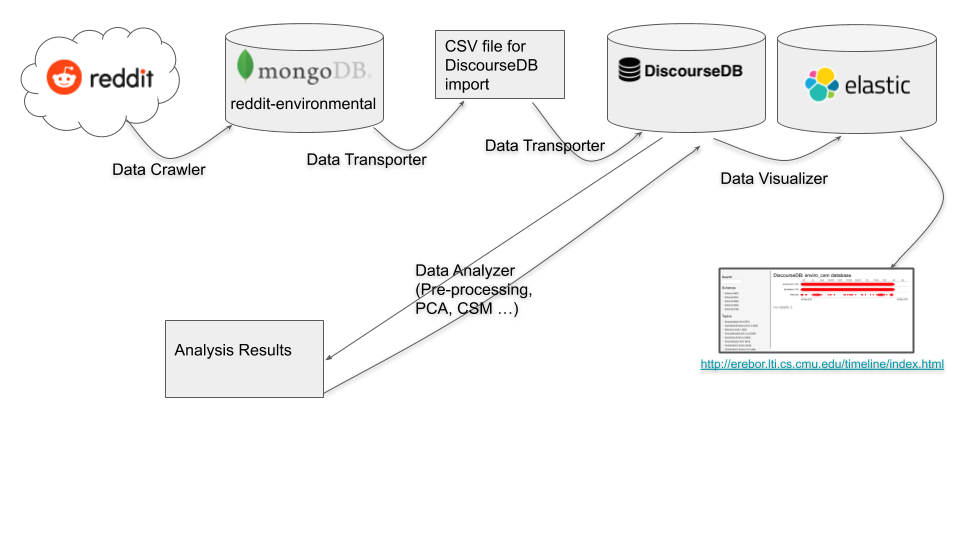 reddit
mongoDB.
reddit-environmental
CSV file for
DiscourseDB
import
DiscourseDB
elastic
Data Crawler
Data Transporter
Data Transporter
Data Visualizer
Data Analyzer
(Pre-processing,
PCA, CSM …)
Analysis Results
DiscourseDB: enviro_csm database
http://erebor.lti.cs.cmu.edu/timeline/index.html